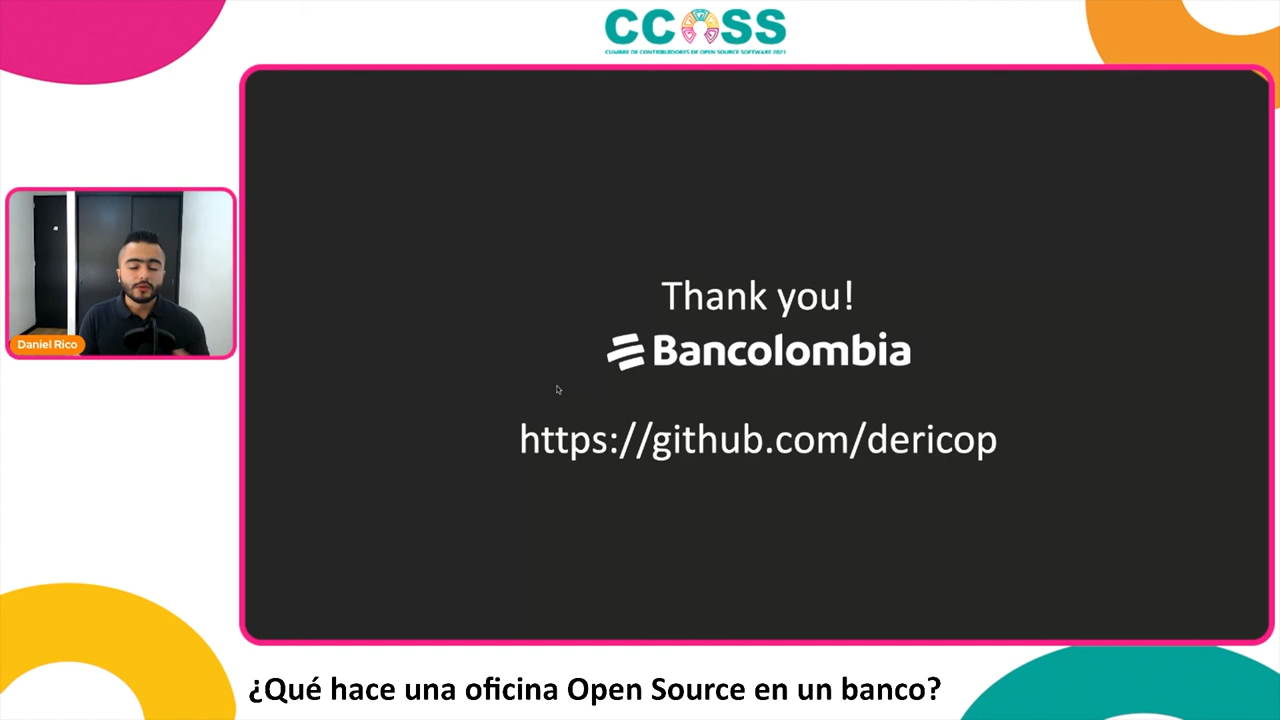 CCOSS
CUMBRE DE CONTRIBUIDORES DE OPEN SOURCE SOFTWARE 2021
Daniel Rico
Thank you!
Bancolombia
https://github.com/dericop
¿Qué hace una oficina Open Source en un banco?